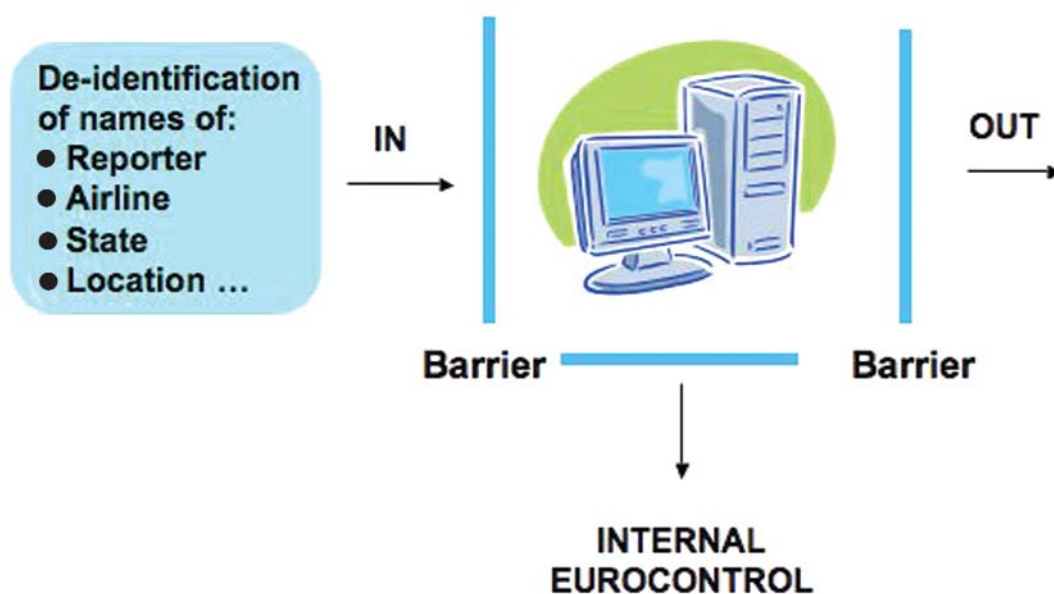 De-identification
of names of:
● Reporter
● Airline
● State
● Location ...
IN
OUT
Barrier
Barrier
INTERNAL
EUROCONTROL